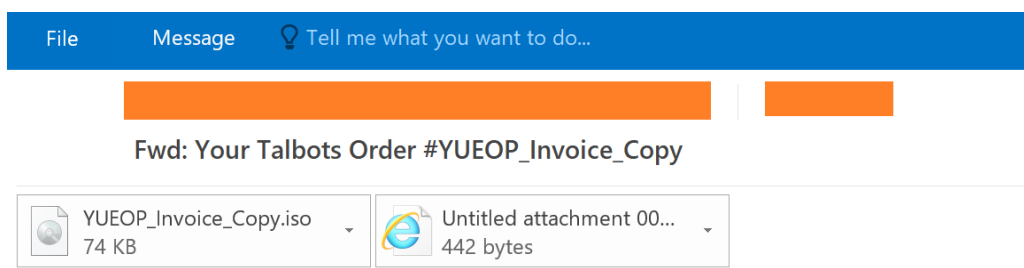 File Message Tell me what you want to do...
Fwd: Your Talbots Order #YUEOP_Invoice_Copy
YUEOP_Invoice_Copy.iso Untitled attachment 00...
74 KB 442 bytes